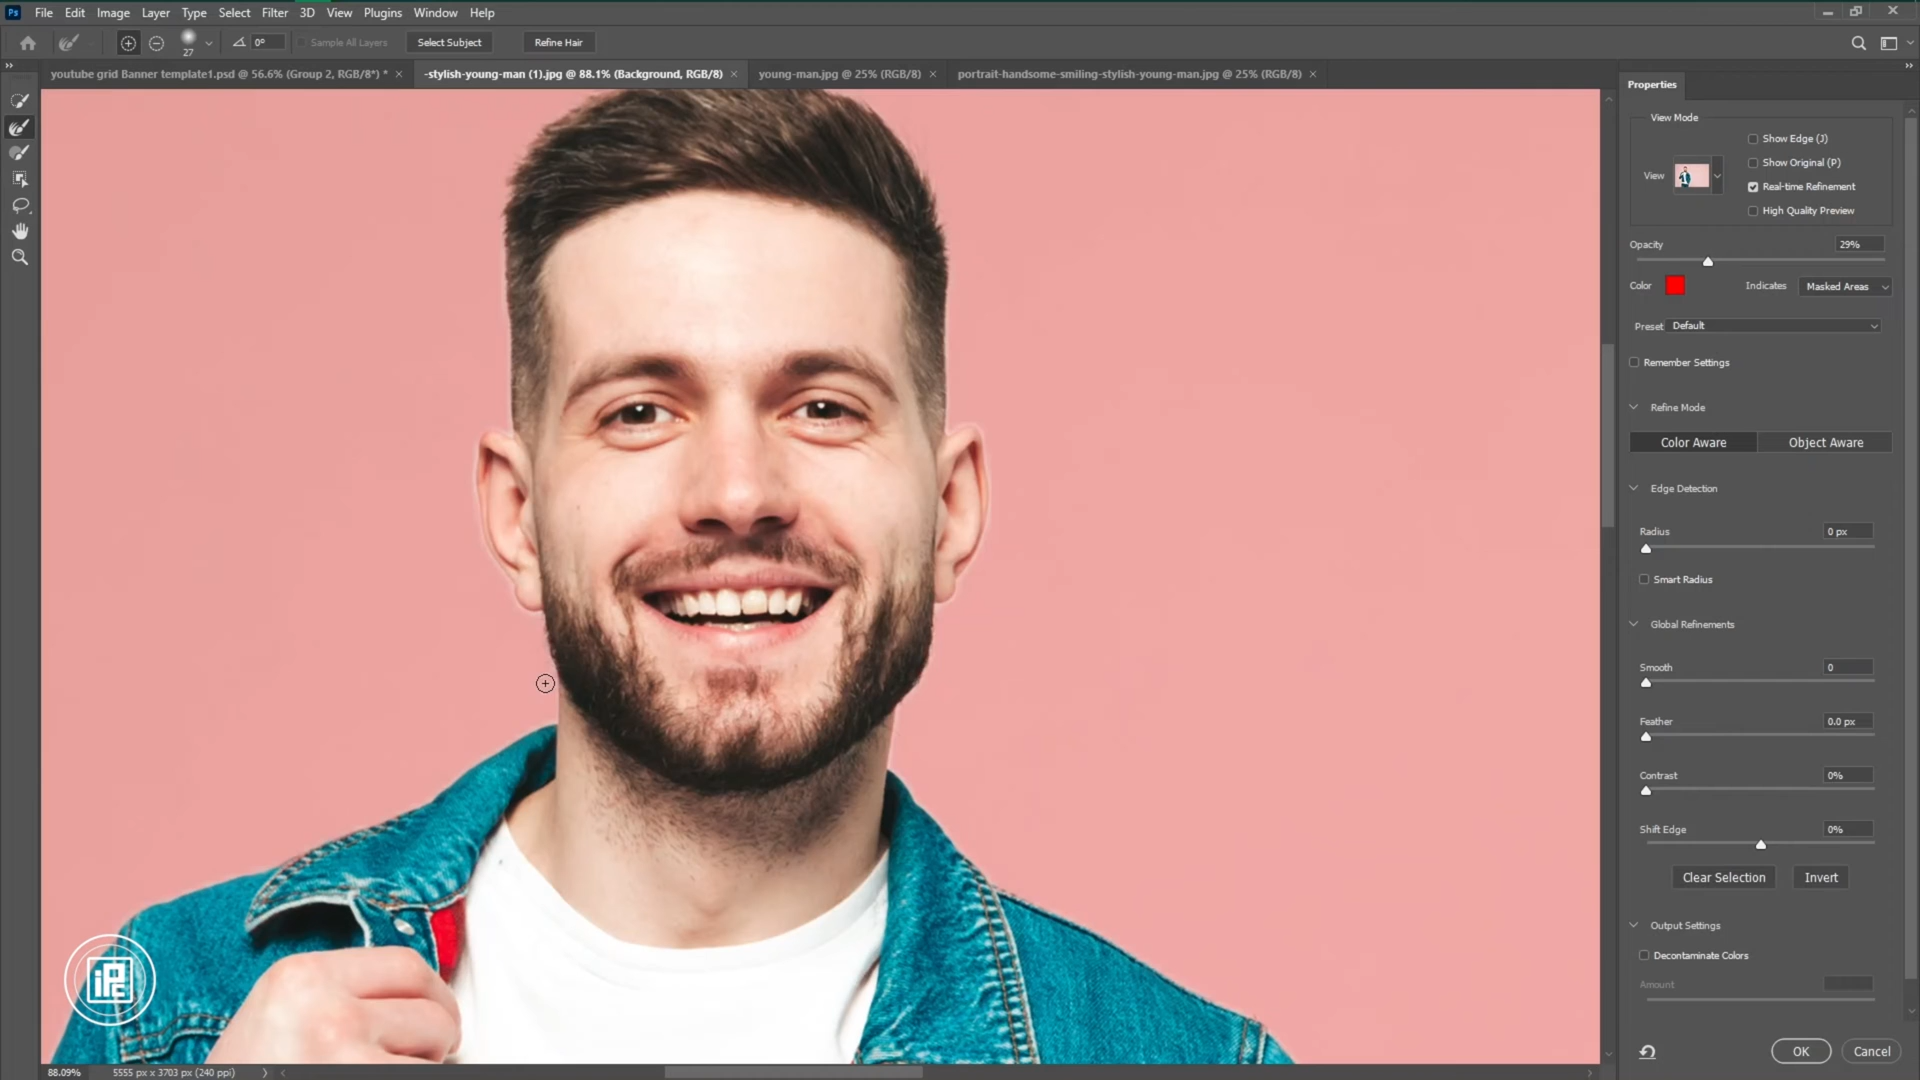 Ps File Edit Image Layer Type Select Filter 3D View Plugins Window Help
27 0° Sample All Layers Select Subject Refine Hair
youtube grid Banner template1.psd @ 56.6% (Group 2, RGB/8*) * × -stylish-young-man (1).jpg @ 88.1% (Background, RGB/8) × young-man.jpg @ 25% (RGB/8) × portrait-handsome-smiling-stylish-young-man.jpg @ 25% (RGB/8) ×
Properties
View Mode
Show Edge (J)
Show Original (P)
View
Real-time Refinement
High Quality Preview
Opacity 29%
Color Indicates Masked Areas
Preset Default
Remember Settings
Refine Mode
Color Aware Object Aware
Edge Detection
Radius 0 px
Smart Radius
Global Refinements
Smooth 0
Feather 0.0 px
Contrast 0%
Shift Edge 0%
Clear Selection Invert
Output Settings
Decontaminate Colors
Amount
OK Cancel
88.09% 5555 px x 3703 px (240 ppi)